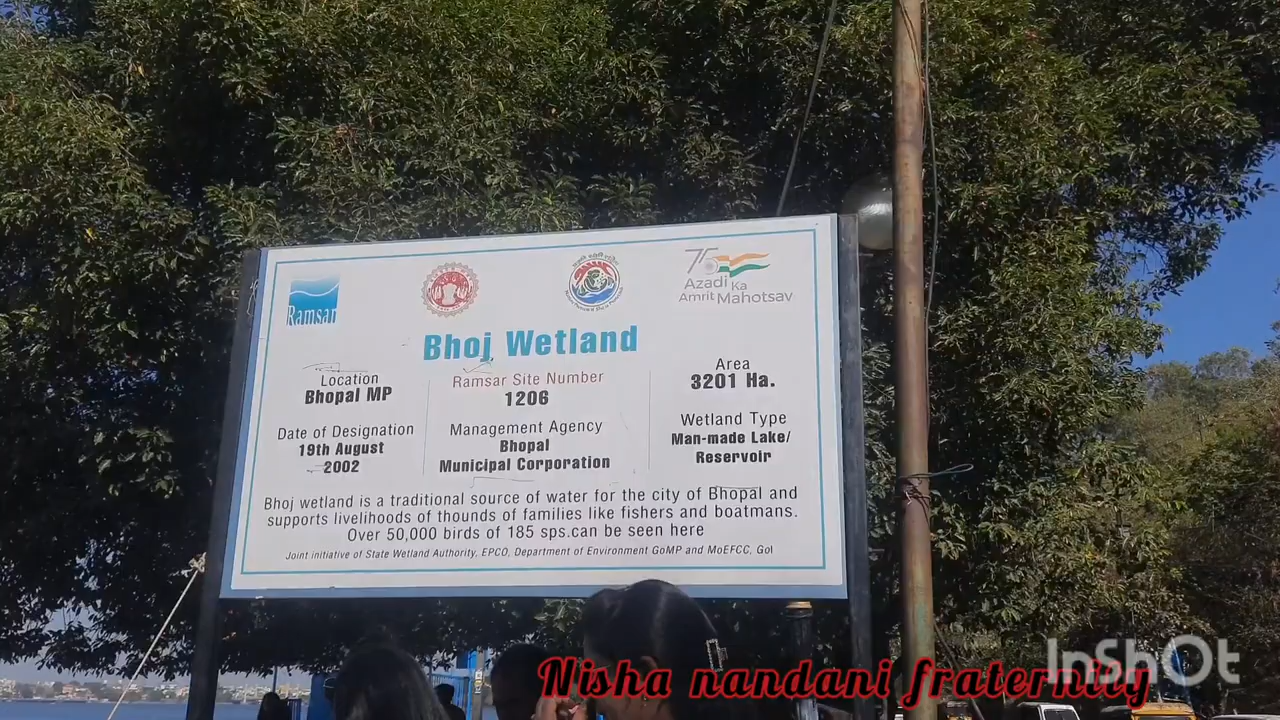 Ramsar
75
Azadi Ka
Amrit Mahotsav
Bhoj Wetland
Location
Bhopal MP
Date of Designation
19th August
2002
Ramsar Site Number
1206
Management Agency
Bhopal
Municipal Corporation
Area
3201 Ha.
Wetland Type
Man-made Lake/
Reservoir
Bhoj wetland is a traditional source of water for the city of Bhopal and
supports livelihoods of thounds of families like fishers and boatmans.
Over 50,000 birds of 185 sps.can be seen here
Joint initiative of State Wetland Authority, EPCO, Department of Environment GoMP and MoEFCC, GoI
Nisha nandani fraternity
InShOt